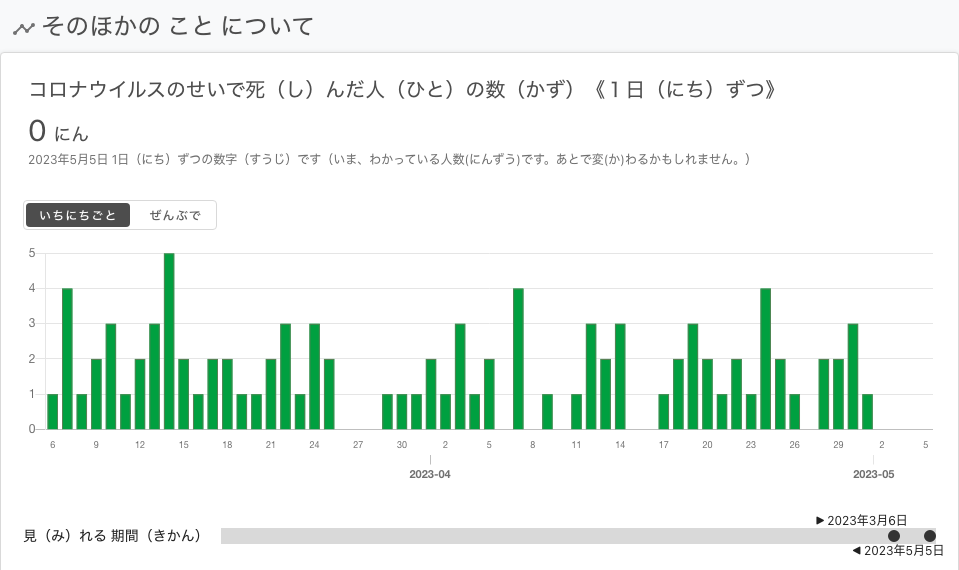 そのほかの こと について
コロナウイルスのせいで死（し）んだ人（ひと）の数（かず）《１日（にち）ずつ》
0 にん
2023年5月5日 1日（にち）ずつの数字（すうじ）です（いま、わかっている人数(にんずう)です。あとで変(か)わるかもしれません。）
いちにちごと ぜんぶで
5
4
3
2
1
0
6 9 12 15 18 21 24 27 30 2 5 8 11 14 17 20 23 26 29 2 5
2023-04 2023-05
▶ 2023年3月6日
見（み）れる 期間（きかん）
◀ 2023年5月5日